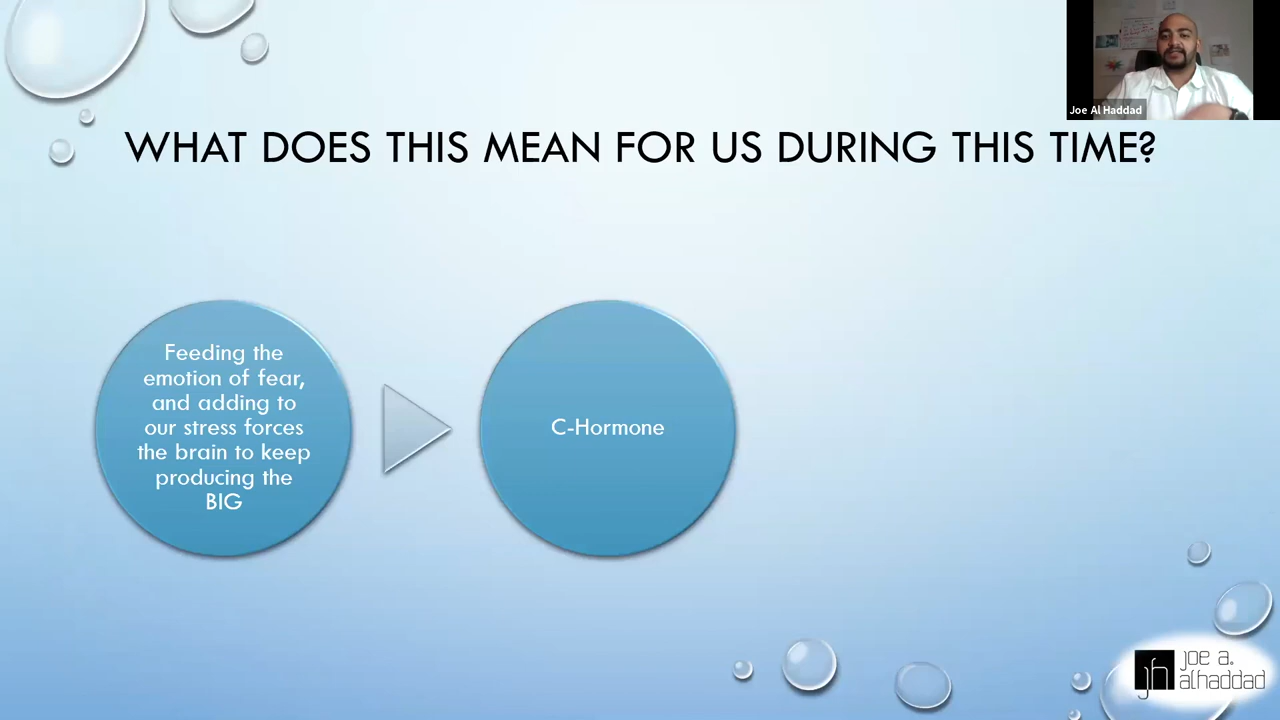 Joe Al Haddad
WHAT DOES THIS MEAN FOR US DURING THIS TIME?
Feeding the
emotion of fear,
and adding to
our stress forces
the brain to keep
producing the
BIG
C-Hormone
jh
joe a.
alhaddad